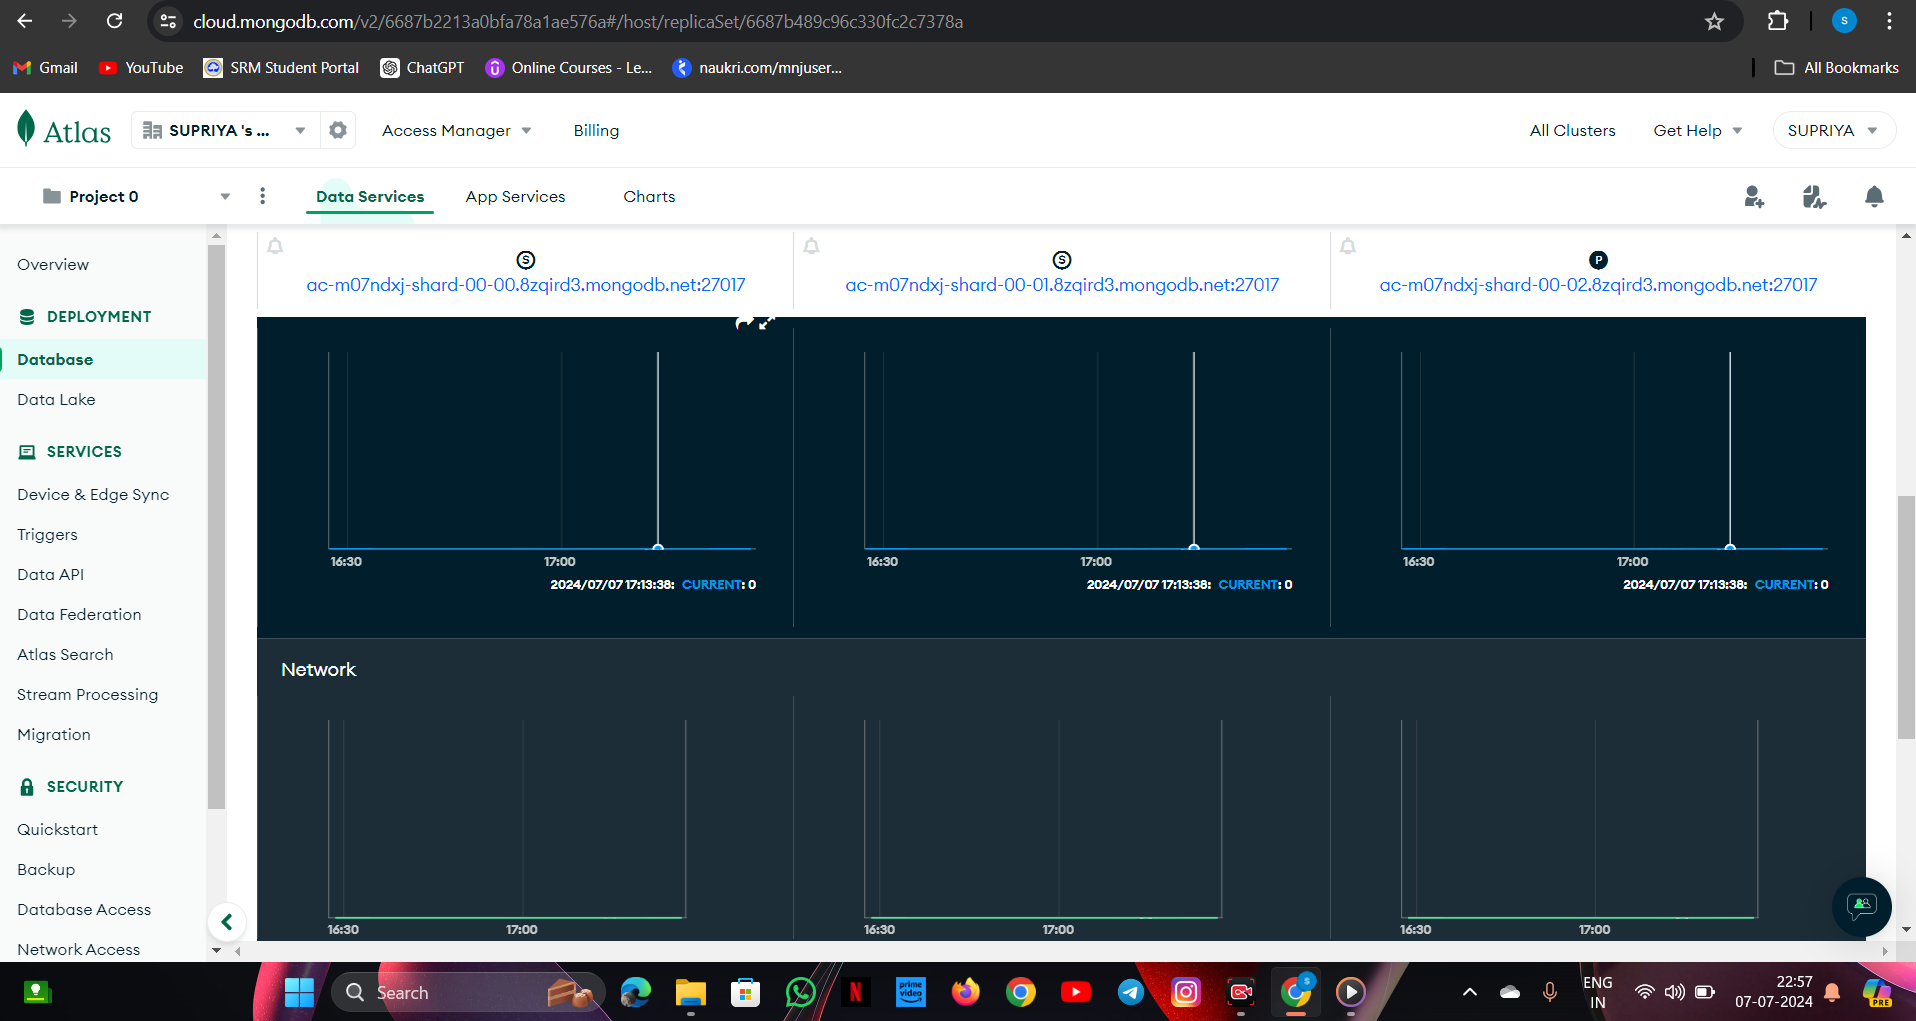 cloud.mongodb.com/v2/6687b2213a0bfa78a1ae576a#/host/replicaSet/6687b489c96c330fc2c7378a
S
Gmail YouTube SRM Student Portal ChatGPT Online Courses - Le... naukri.com/mnjuser... All Bookmarks
Atlas SUPRIYA 's ... Access Manager Billing All Clusters Get Help SUPRIYA
Project 0 Data Services App Services Charts
Overview
DEPLOYMENT
Database
Data Lake
SERVICES
Device & Edge Sync
Triggers
Data API
Data Federation
Atlas Search
Stream Processing
Migration
SECURITY
Quickstart
Backup
Database Access
Network Access
S S P
ac-m07ndxj-shard-00-00.8zqird3.mongodb.net:27017 ac-m07ndxj-shard-00-01.8zqird3.mongodb.net:27017 ac-m07ndxj-shard-00-02.8zqird3.mongodb.net:27017
16:30 17:00 16:30 17:00 16:30 17:00
2024/07/07 17:13:38: CURRENT: 0 2024/07/07 17:13:38: CURRENT: 0 2024/07/07 17:13:38: CURRENT: 0
Network
16:30 17:00 16:30 17:00 16:30 17:00
Search prime video N S ENG 22:57
IN 07-07-2024 PRE